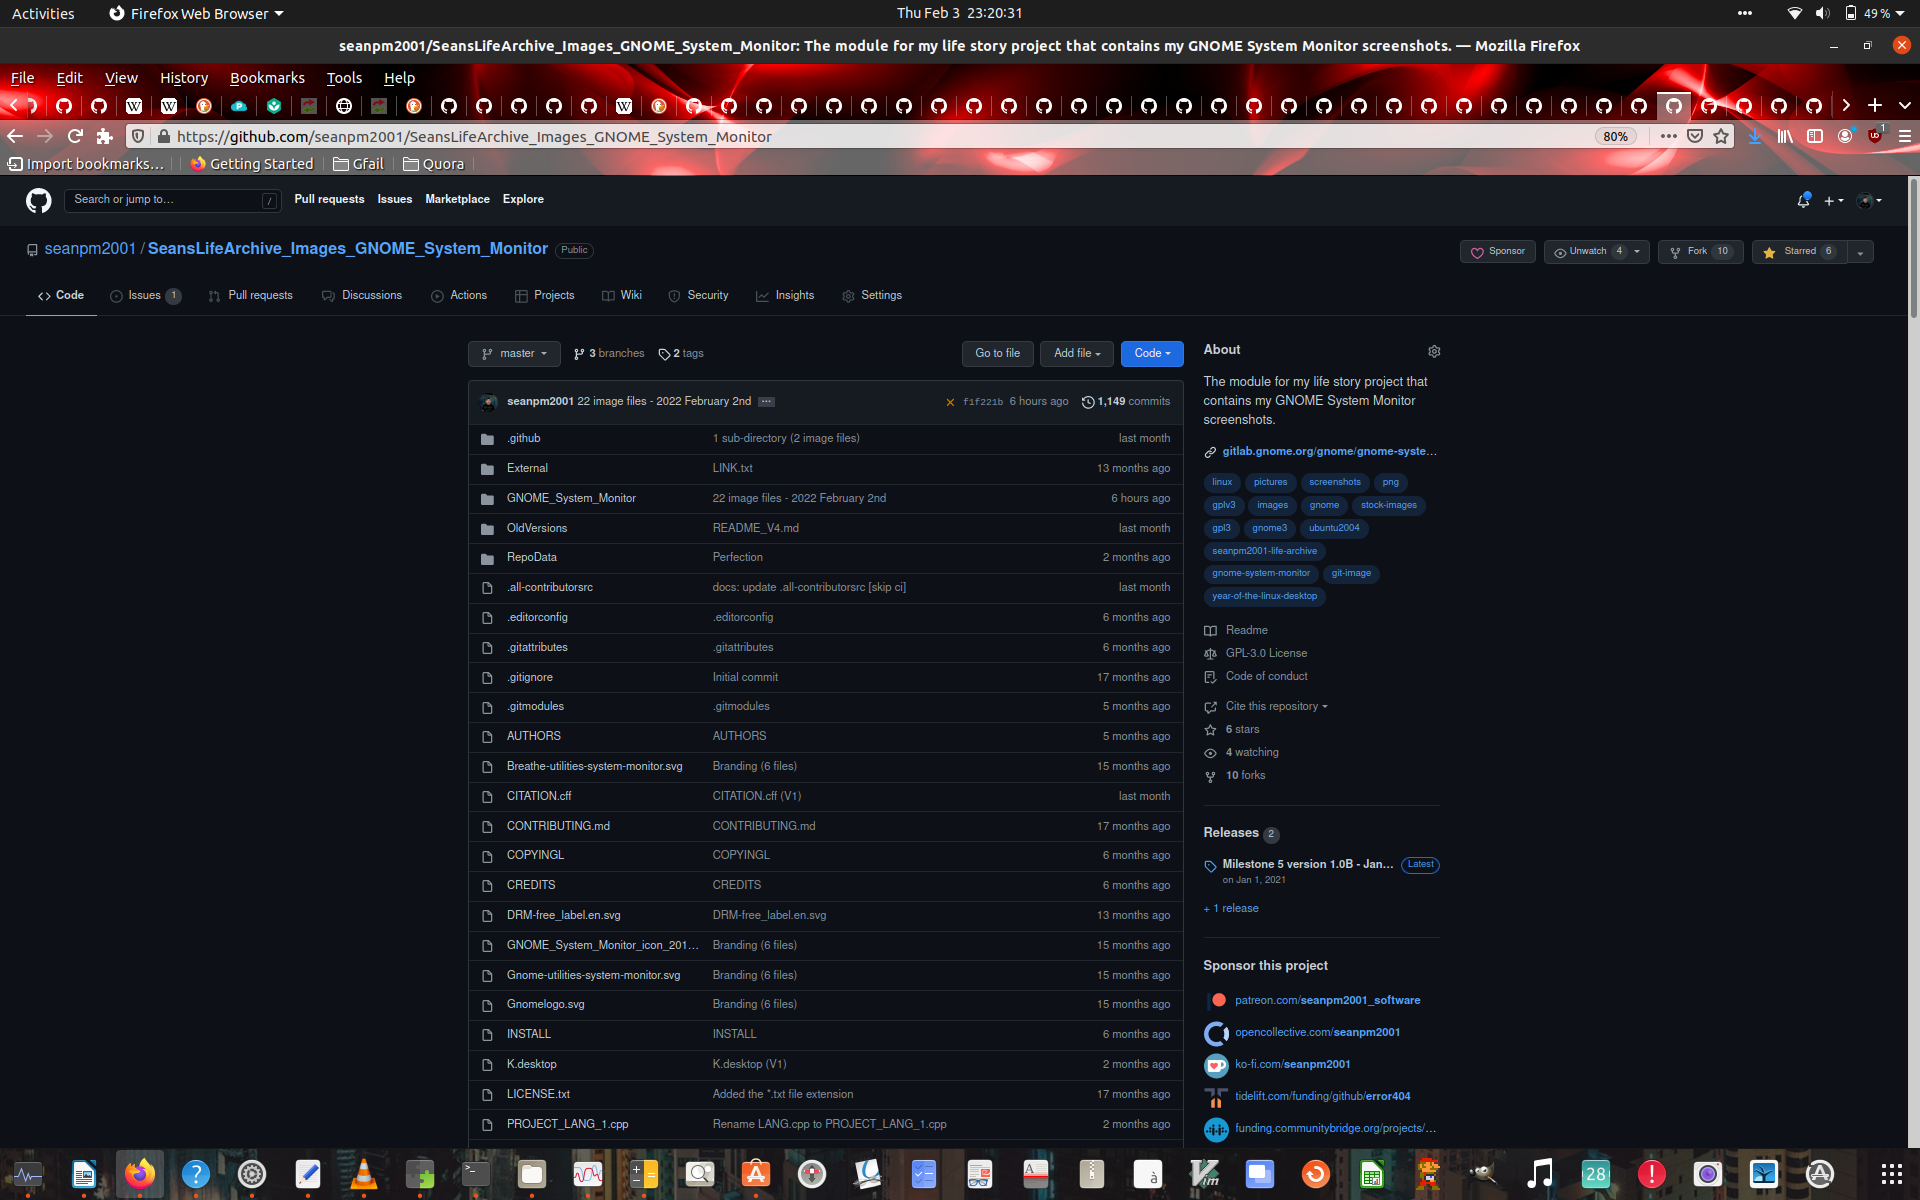 Activities
Firefox Web Browser
Thu Feb 3 23:20:31
49 %
seanpm2001/SeansLifeArchive_Images_GNOME_System_Monitor: The module for my life story project that contains my GNOME System Monitor screenshots. — Mozilla Firefox
File Edit View History Bookmarks Tools Help
https://github.com/seanpm2001/SeansLifeArchive_Images_GNOME_System_Monitor
80%
1
Import bookmarks…
Getting Started
Gfail
Quora
Search or jump to…
/
Pull requests Issues Marketplace Explore
seanpm2001 / SeansLifeArchive_Images_GNOME_System_Monitor Public
Sponsor
Unwatch 4
Fork 10
Starred 6
Code
Issues 1
Pull requests
Discussions
Actions
Projects
Wiki
Security
Insights
Settings
master
3 branches
2 tags
Go to file
Add file
Code
seanpm2001 22 image files - 2022 February 2nd ...
f1f221b 6 hours ago
1,149 commits
.github 1 sub-directory (2 image files) last month
External LINK.txt 13 months ago
GNOME_System_Monitor 22 image files - 2022 February 2nd 6 hours ago
OldVersions README_V4.md last month
RepoData Perfection 2 months ago
.all-contributorsrc docs: update .all-contributorsrc [skip ci] last month
.editorconfig .editorconfig 6 months ago
.gitattributes .gitattributes 6 months ago
.gitignore Initial commit 17 months ago
.gitmodules .gitmodules 5 months ago
AUTHORS AUTHORS 5 months ago
Breathe-utilities-system-monitor.svg Branding (6 files) 15 months ago
CITATION.cff CITATION.cff (V1) last month
CONTRIBUTING.md CONTRIBUTING.md 17 months ago
COPYINGL COPYINGL 6 months ago
CREDITS CREDITS 6 months ago
DRM-free_label.en.svg DRM-free_label.en.svg 13 months ago
GNOME_System_Monitor_icon_201… Branding (6 files) 15 months ago
Gnome-utilities-system-monitor.svg Branding (6 files) 15 months ago
Gnomelogo.svg Branding (6 files) 15 months ago
INSTALL INSTALL 6 months ago
K.desktop K.desktop (V1) 2 months ago
LICENSE.txt Added the *.txt file extension 17 months ago
PROJECT_LANG_1.cpp Rename LANG.cpp to PROJECT_LANG_1.cpp 2 months ago
About
The module for my life story project that
contains my GNOME System Monitor
screenshots.
gitlab.gnome.org/gnome/gnome-syste…
linux pictures screenshots png
gplv3 images gnome stock-images
gpl3 gnome3 ubuntu2004
seanpm2001-life-archive
gnome-system-monitor git-image
year-of-the-linux-desktop
Readme
GPL-3.0 License
Code of conduct
Cite this repository
6 stars
4 watching
10 forks
Releases 2
Milestone 5 version 1.0B - Jan… Latest
on Jan 1, 2021
+ 1 release
Sponsor this project
patreon.com/seanpm2001_software
opencollective.com/seanpm2001
ko-fi.com/seanpm2001
tidelift.com/funding/github/error404
funding.communitybridge.org/projects/…
28